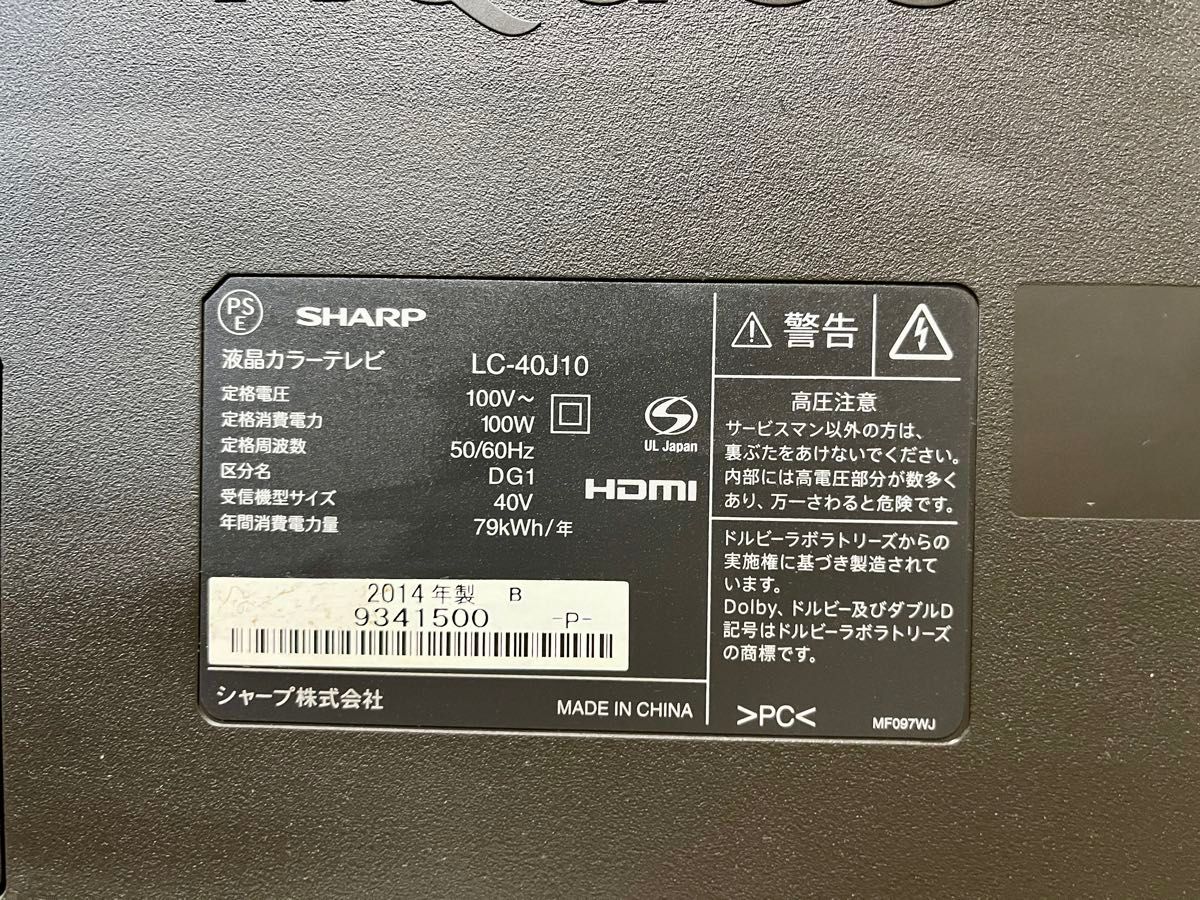 PS
E
SHARP
液晶カラーテレビ LC-40J10
定格電圧 100V～
定格消費電力 100W
定格周波数 50/60Hz
区分名 DG1
受信機型サイズ 40V
年間消費電力量 79kWh/年
UL Japan
HDMI
2014年製 B
9341500 -P-
シャープ株式会社
MADE IN CHINA
警告
高圧注意
サービスマン以外の方は、
裏ぶたをあけないでください。
内部には高電圧部分が数多く
あり、万一さわると危険です。
ドルビーラボラトリーズからの
実施権に基づき製造されて
います。
Dolby、ドルビー及びダブルD
記号はドルビーラボラトリーズ
の商標です。
>PC<
MF097WJ